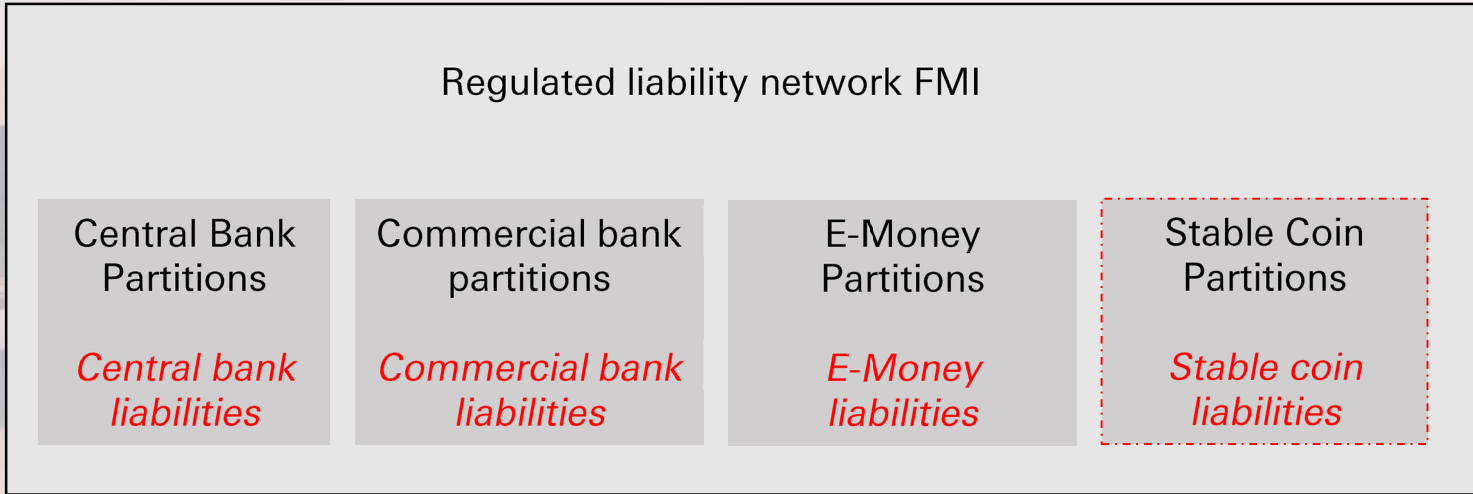 Regulated liability network FMI
Central Bank
Partitions
Central bank
liabilities
Commercial bank
partitions
Commercial bank
liabilities
E-Money
Partitions
E-Money
liabilities
Stable Coin
Partitions
Stable coin
liabilities